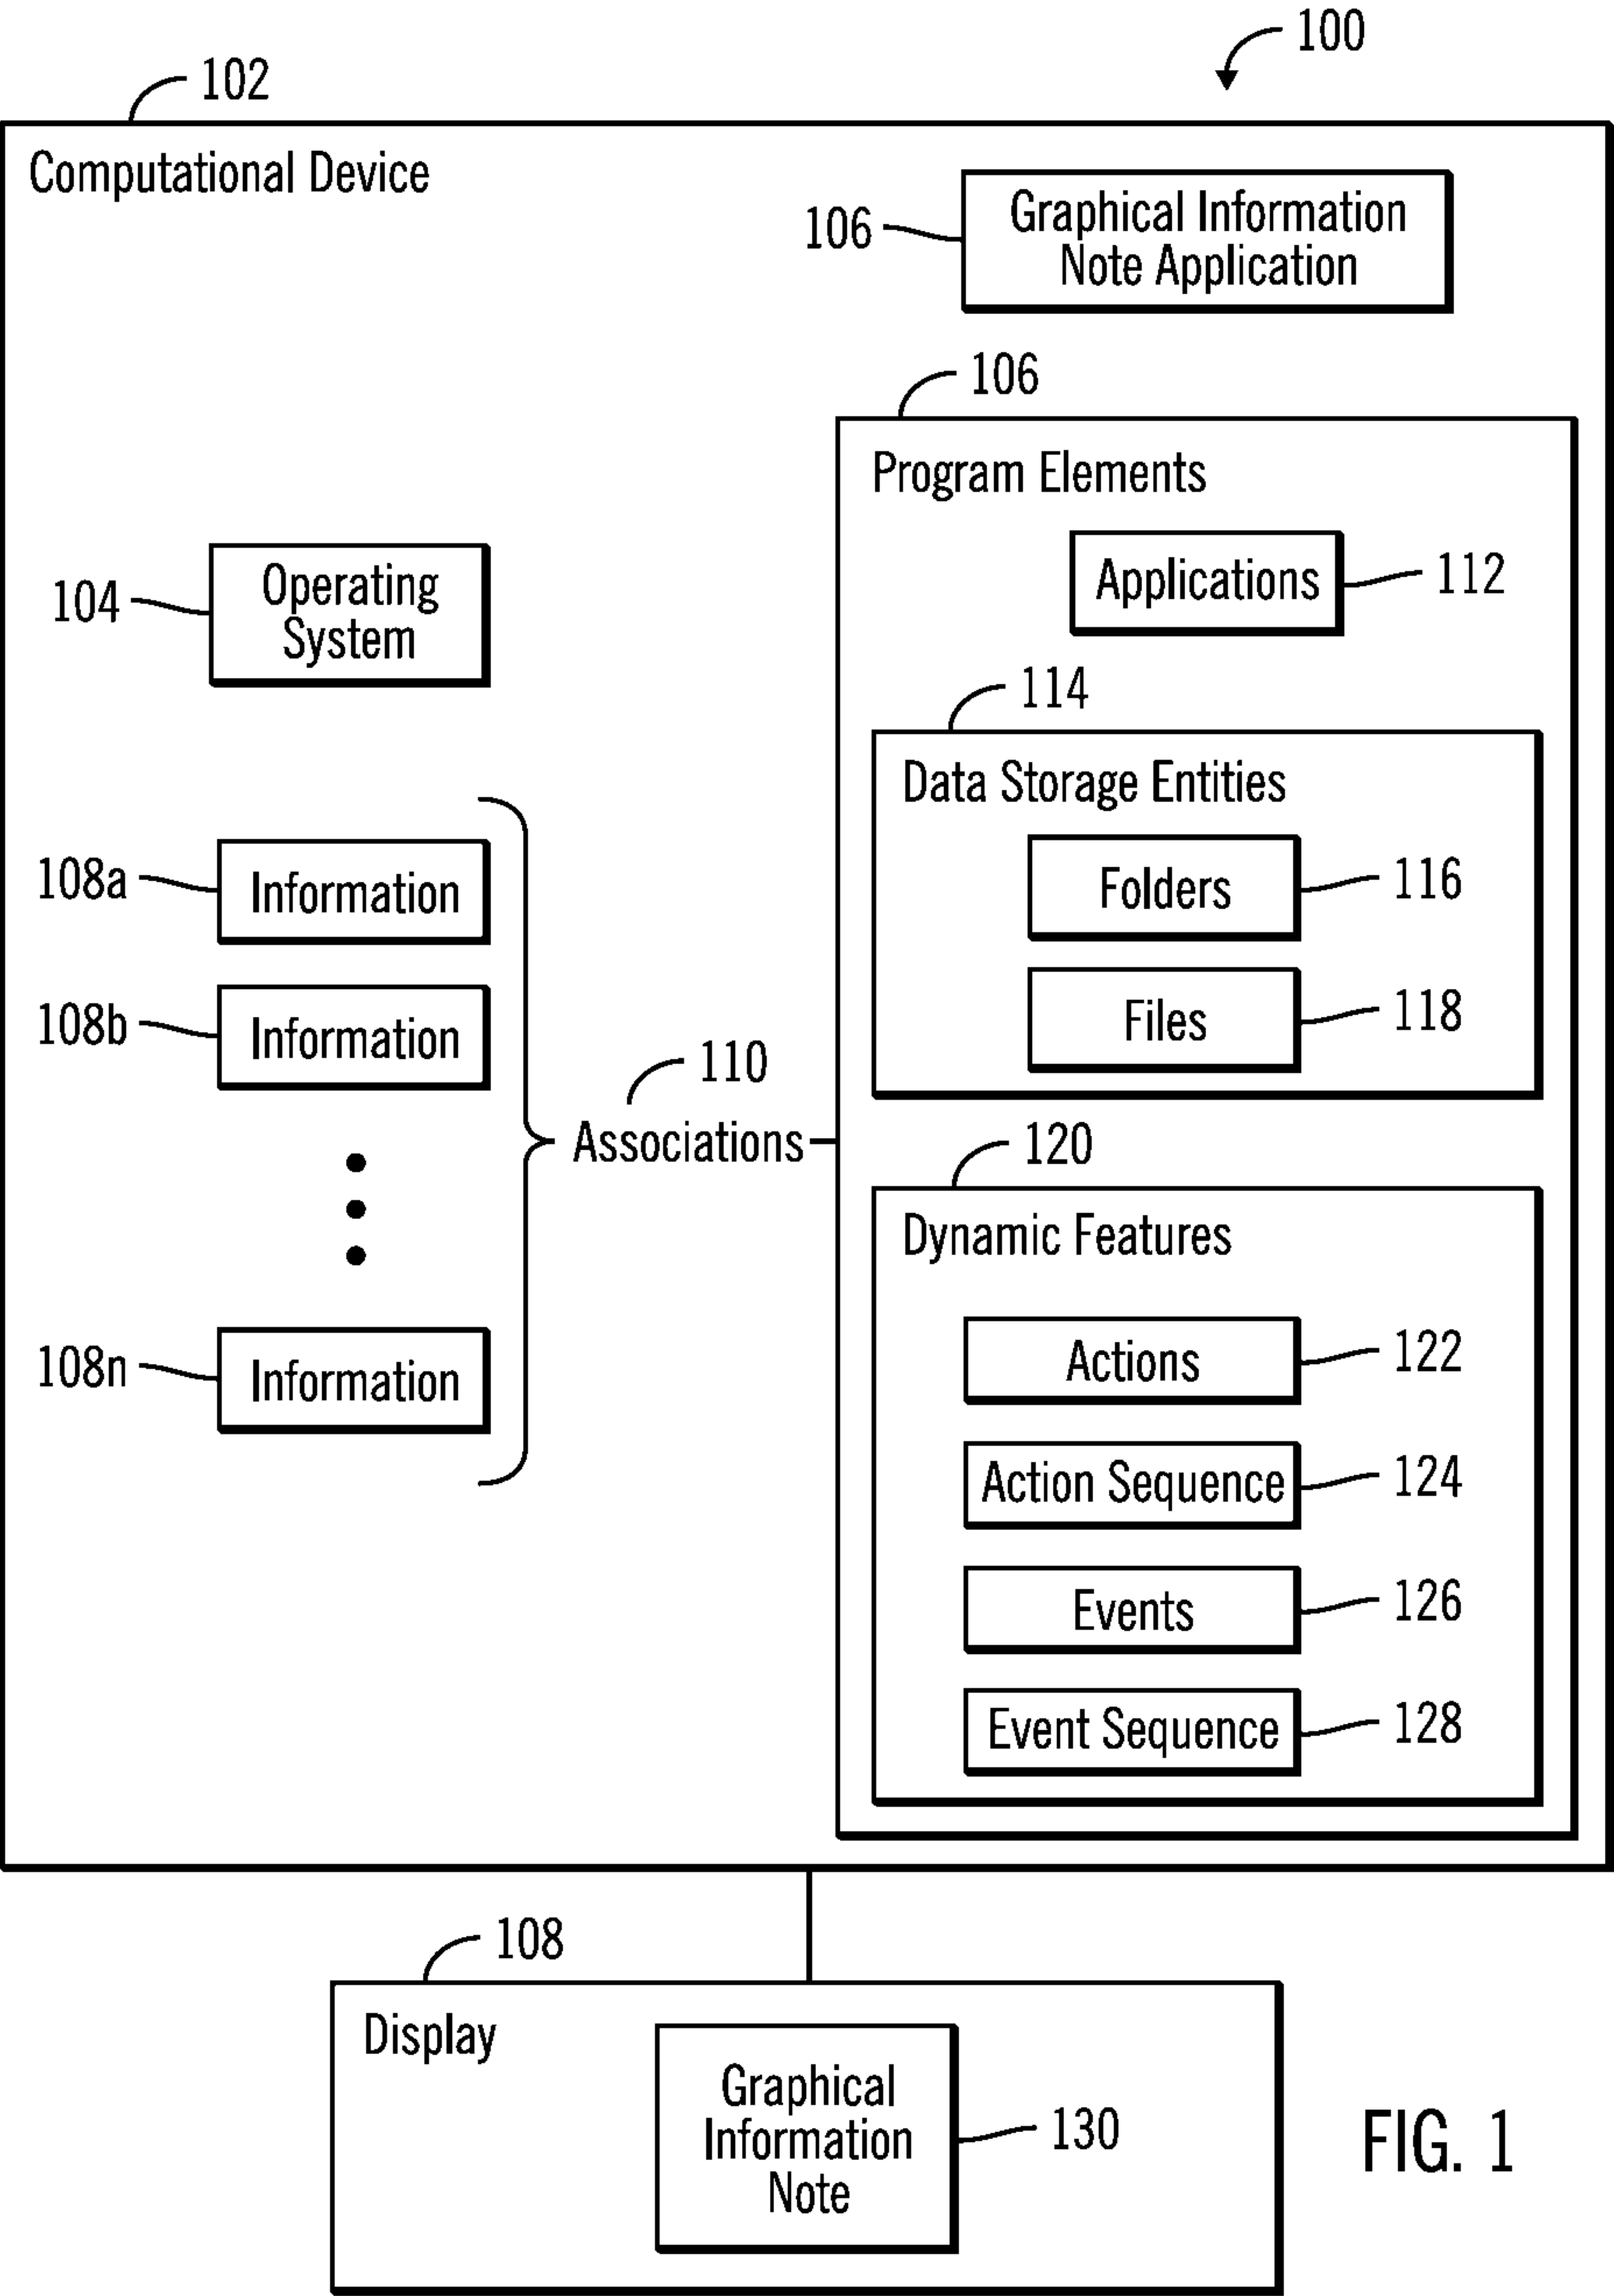 100
102
Computational Device
106
Graphical Information
Note Application
106
Program Elements
Applications
112
104
Operating
System
114
Data Storage Entities
Folders
116
Files
118
108a
Information
108b
Information
108n
Information
110
Associations
120
Dynamic Features
Actions
122
Action Sequence
124
Events
126
Event Sequence
128
108
Display
Graphical
Information
Note
130
FIG. 1